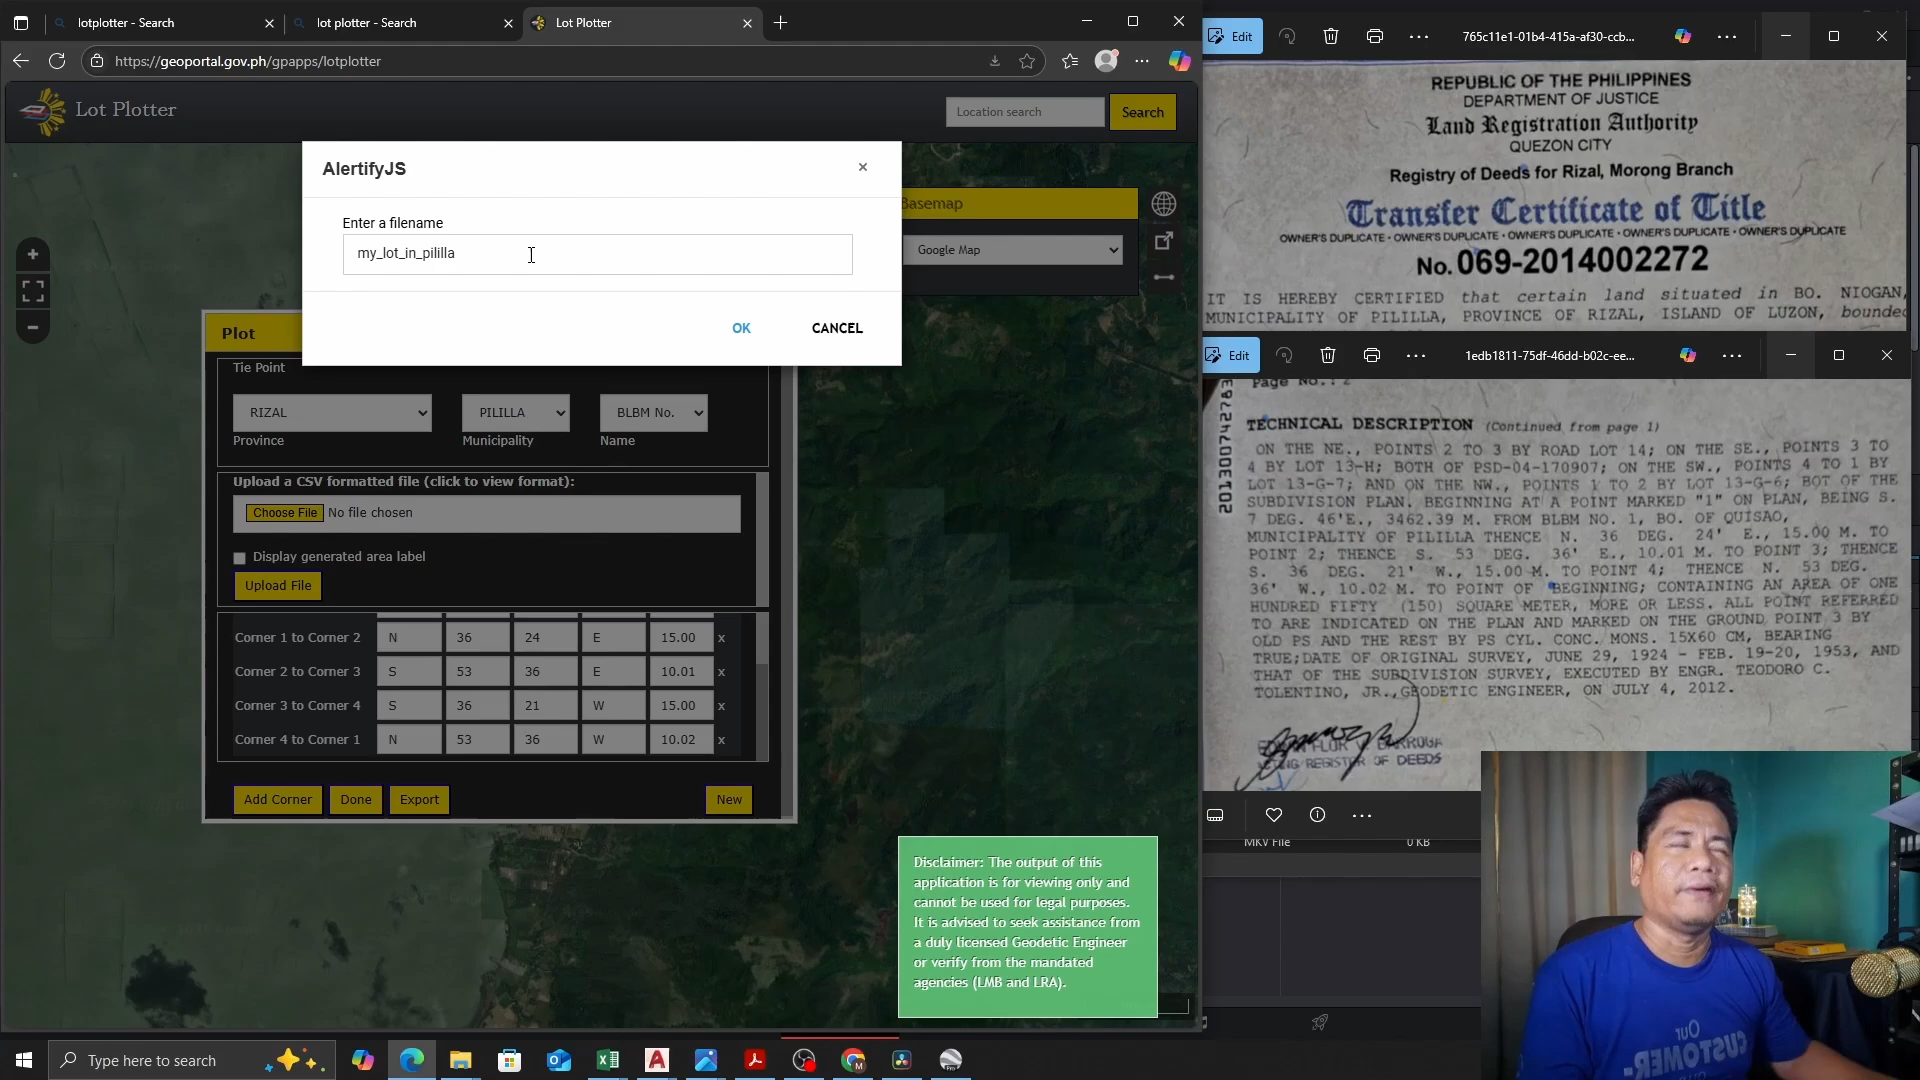 lotplotter - Search
lot plotter - Search
Lot Plotter
https://geoportal.gov.ph/gpapps/lotplotter
Lot Plotter
Location search
Search
AlertifyJS
×
Enter a filename
my_lot_in_pililla
OK
CANCEL
Basemap
Google Map
+
−
Plot
Tie Point
RIZAL
PILILLA
BLBM No.
Province
Municipality
Name
Upload a CSV formatted file (click to view format):
Choose File No file chosen
Display generated area label
Upload File
Corner 1 to Corner 2 N 36 24 E 15.00 x
Corner 2 to Corner 3 S 53 36 E 10.01 x
Corner 3 to Corner 4 S 36 21 W 15.00 x
Corner 4 to Corner 1 N 53 36 W 10.02 x
Add Corner
Done
Export
New
Disclaimer: The output of this
application is for viewing only and
cannot be used for legal purposes.
It is advised to seek assistance from
a duly licensed Geodetic Engineer
or verify from the mandated
agencies (LMB and LRA).
Type here to search
Edit
765c11e1-01b4-415a-af30-ccb...
REPUBLIC OF THE PHILIPPINES
DEPARTMENT OF JUSTICE
Land Registration Authority
QUEZON CITY
Registry of Deeds for Rizal, Morong Branch
Transfer Certificate of Title
OWNER'S DUPLICATE • OWNER'S DUPLICATE • OWNER'S DUPLICATE • OWNER'S DUPLICATE
No. 069-2014002272
IT IS HEREBY CERTIFIED that certain land situated in BO. NIOGAN,
MUNICIPALITY OF PILILLA, PROVINCE OF RIZAL, ISLAND OF LUZON, bounded
Edit
1edb1811-75df-46dd-b02c-ee...
Page No.: 2
TECHNICAL DESCRIPTION (Continued from page 1)
ON THE NE., POINTS 2 TO 3 BY ROAD LOT 14; ON THE SE., POINTS 3 TO
4 BY LOT 13-H; BOTH OF PSD-04-170907; ON THE SW., POINTS 4 TO 1 BY
LOT 13-G-7; AND ON THE NW., POINTS 1 TO 2 BY LOT 13-G-6; BOT OF THE
SUBDIVISION PLAN. BEGINNING AT A POINT MARKED "1" ON PLAN, BEING S.
7 DEG. 46'E., 3462.39 M. FROM BLBM NO. 1, BO. OF QUISAO,
MUNICIPALITY OF PILILLA THENCE N. 36 DEG. 24' E., 15.00 M. TO
POINT 2; THENCE S. 53 DEG. 36' E., 10.01 M. TO POINT 3; THENCE
S. 36 DEG. 21' W., 15.00 M. TO POINT 4; THENCE N. 53 DEG.
36' W., 10.02 M. TO POINT OF BEGINNING; CONTAINING AN AREA OF ONE
HUNDRED FIFTY (150) SQUARE METER, MORE OR LESS. ALL POINT REFERRED
TO ARE INDICATED ON THE PLAN AND MARKED ON THE GROUND POINT 3 BY
OLD PS AND THE REST BY PS CYL. CONC. MONS. 15X60 CM, BEARING
TRUE;DATE OF ORIGINAL SURVEY, JUNE 29, 1924 - FEB. 19-20, 1953, AND
THAT OF THE SUBDIVISION SURVEY, EXECUTED BY ENGR. TEODORO C.
TOLENTINO, JR.,GEODETIC ENGINEER, ON JULY 4, 2012.
REGISTER OF DEEDS
MKV File
0 KB